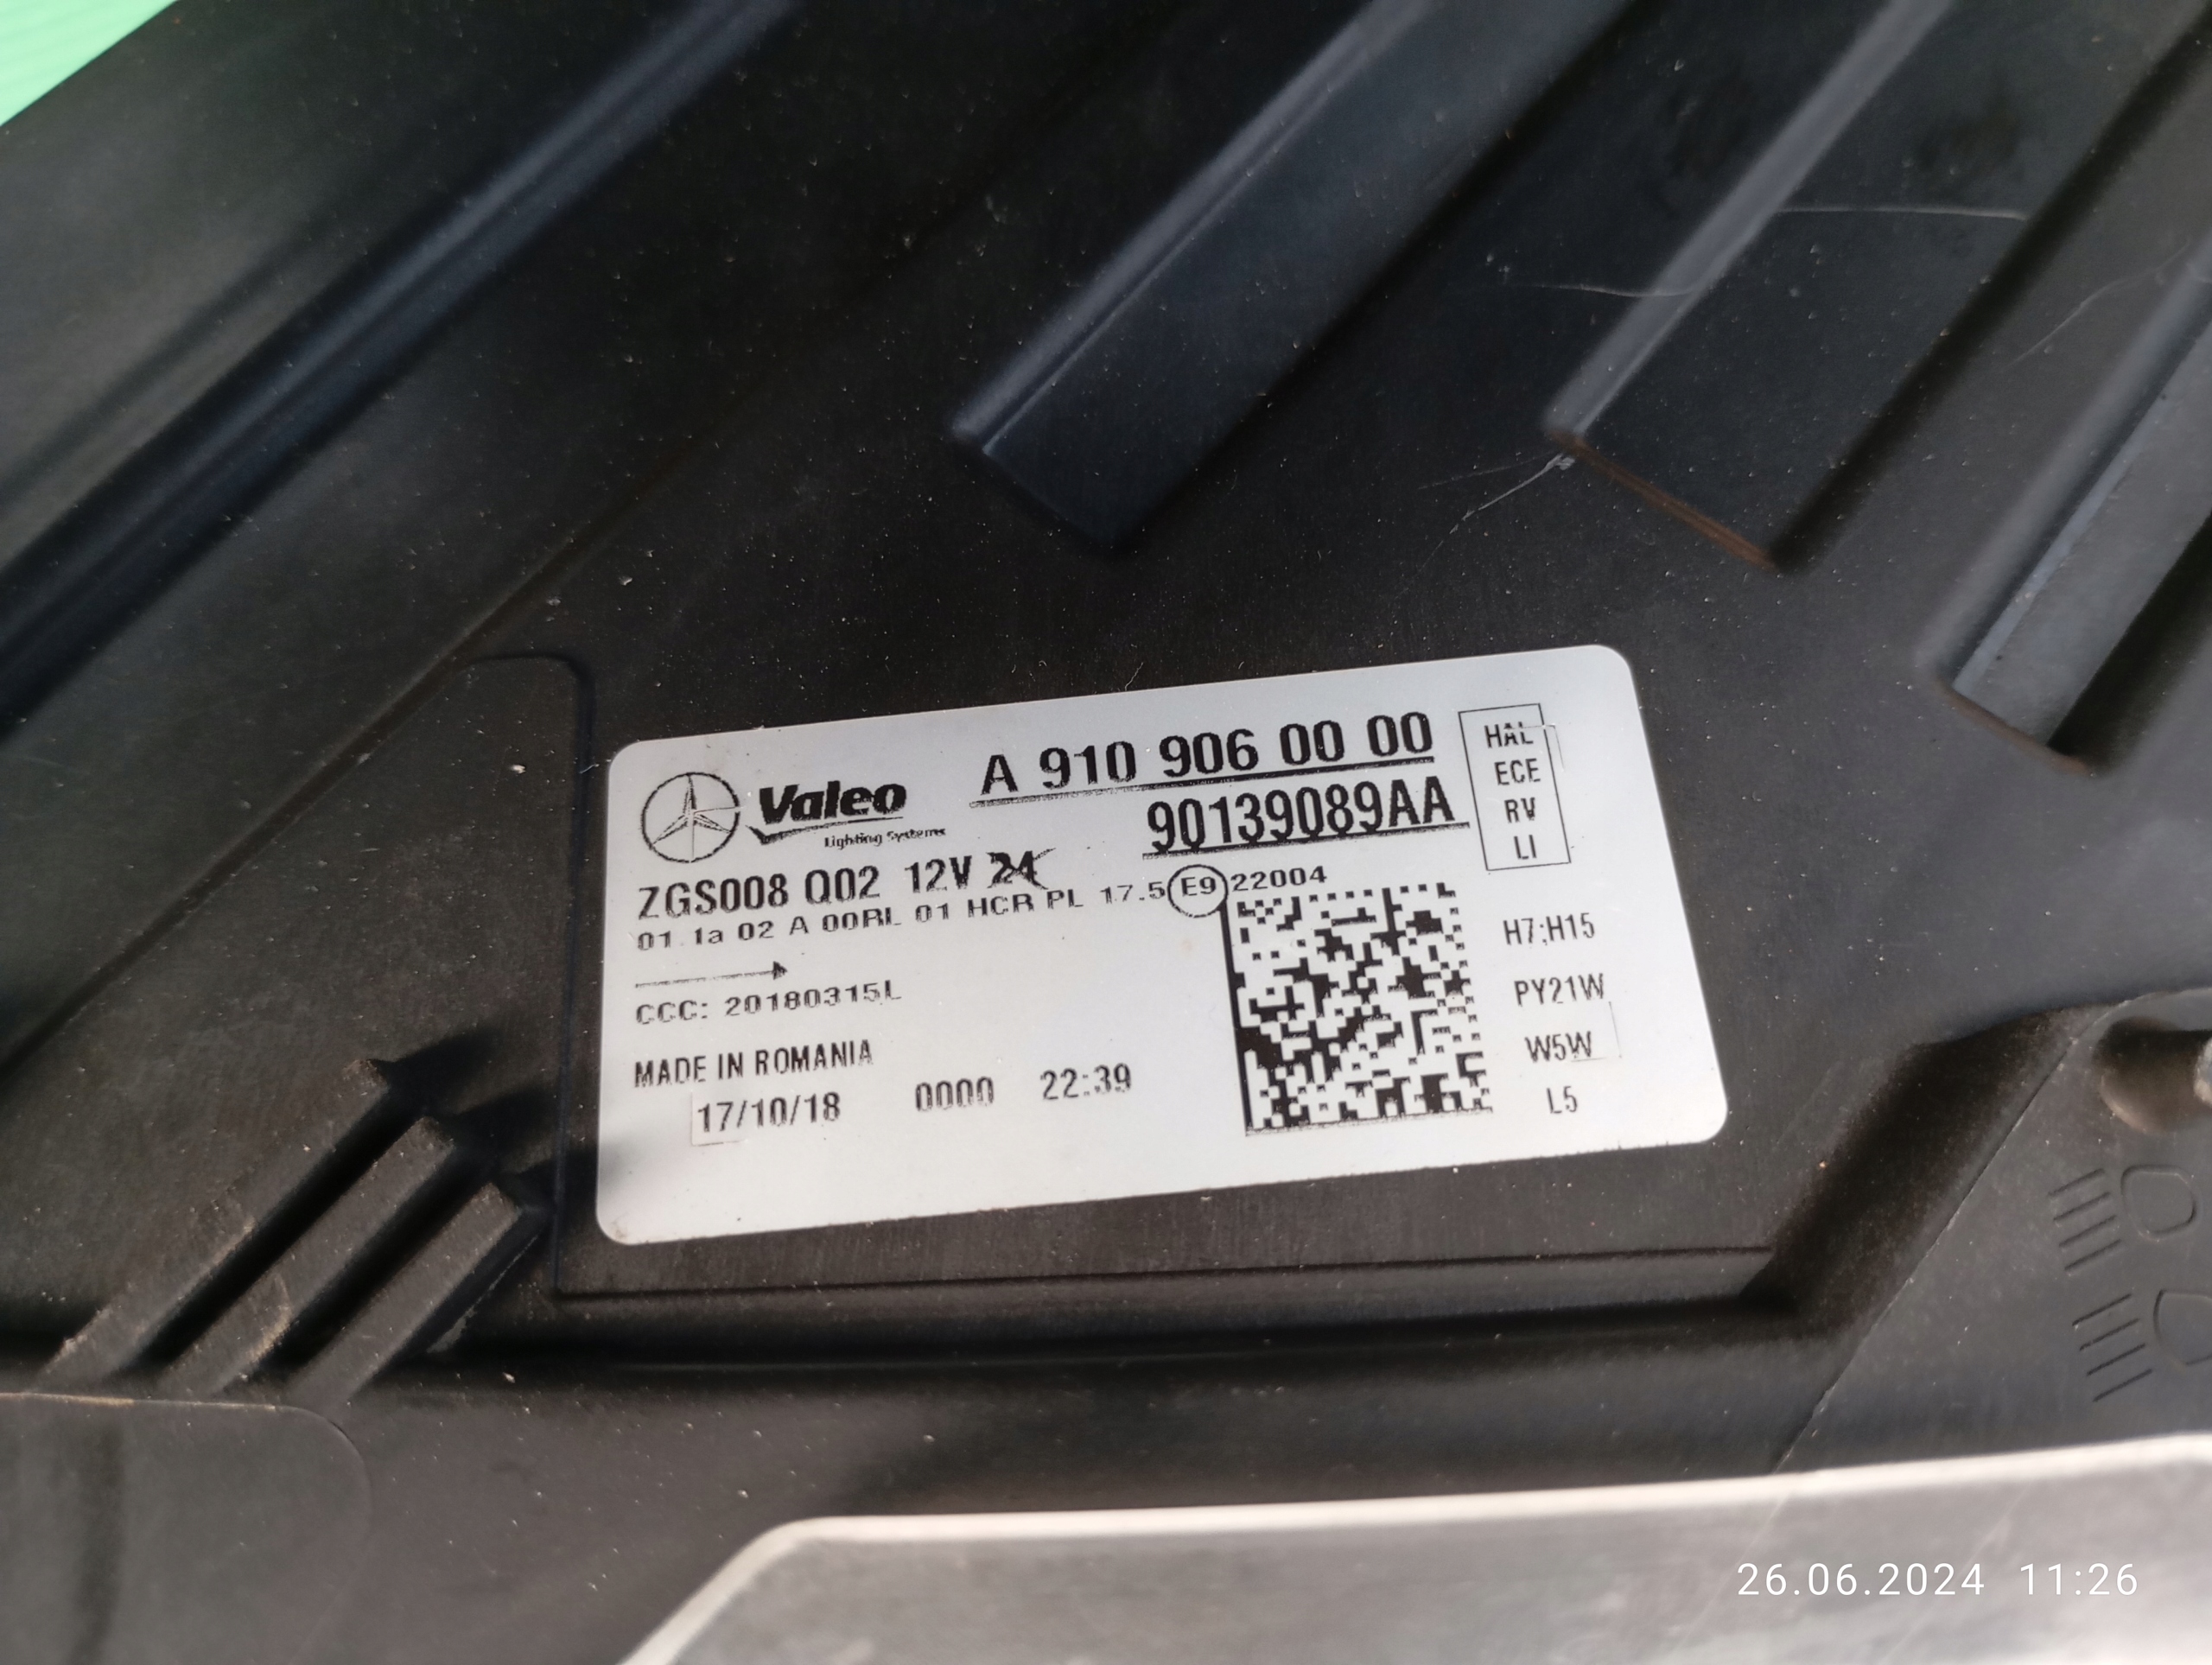 Valeo
Lighting Systems
A 910 906 00 00
90139089AA
HAL
ECE
RV
LI
ZGS008 Q02 12V 24
01 1a 02 A 00RL 01 HCR PL 17.5 E9 22004
CCC: 20180315L
MADE IN ROMANIA
17/10/18 0000 22:39
H7;H15
PY21W
W5W
L5
26.06.2024 11:26